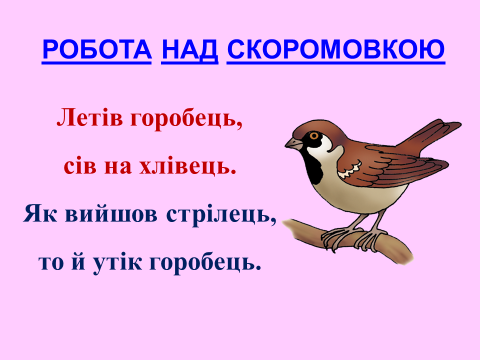 РОБОТА НАД СКОРОМОВКОЮ
Летів горобець,
сів на хлівець.
Як вийшов стрілець,
то й утік горобець.